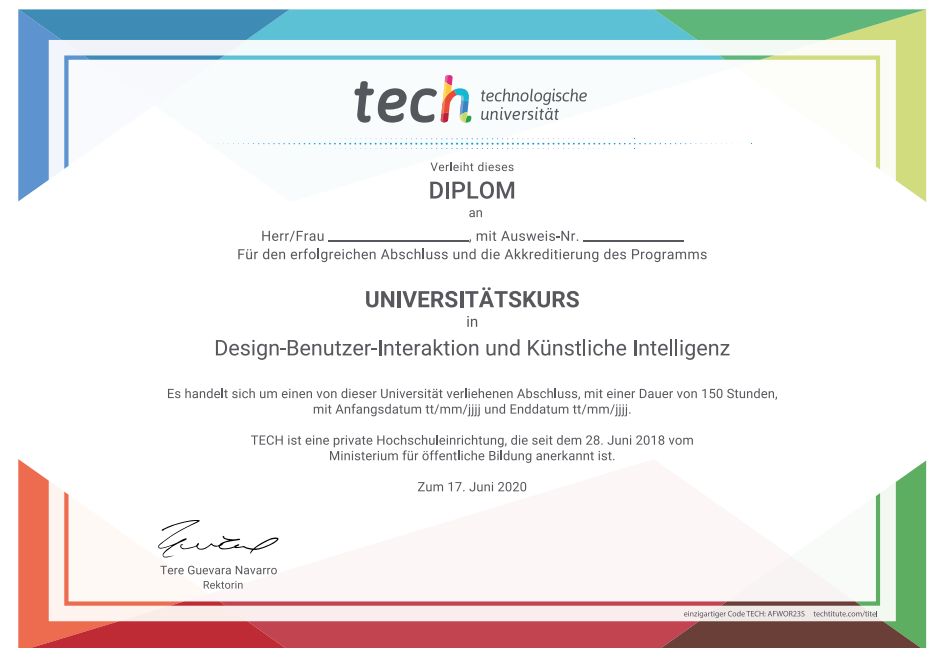 tech technologische
universität
Verleiht dieses
DIPLOM
an
Herr/Frau ____________, mit Ausweis-Nr. ____________
Für den erfolgreichen Abschluss und die Akkreditierung des Programms
UNIVERSITÄTSKURS
in
Design-Benutzer-Interaktion und Künstliche Intelligenz
Es handelt sich um einen von dieser Universität verliehenen Abschluss, mit einer Dauer von 150 Stunden,
mit Anfangsdatum tt/mm/jjjj und Enddatum tt/mm/jjjj.
TECH ist eine private Hochschuleinrichtung, die seit dem 28. Juni 2018 vom
Ministerium für öffentliche Bildung anerkannt ist.
Zum 17. Juni 2020
Tere Guevara Navarro
Rektorin
einzigartiger Code TECH: AFWOR23S techtitute.com/titel